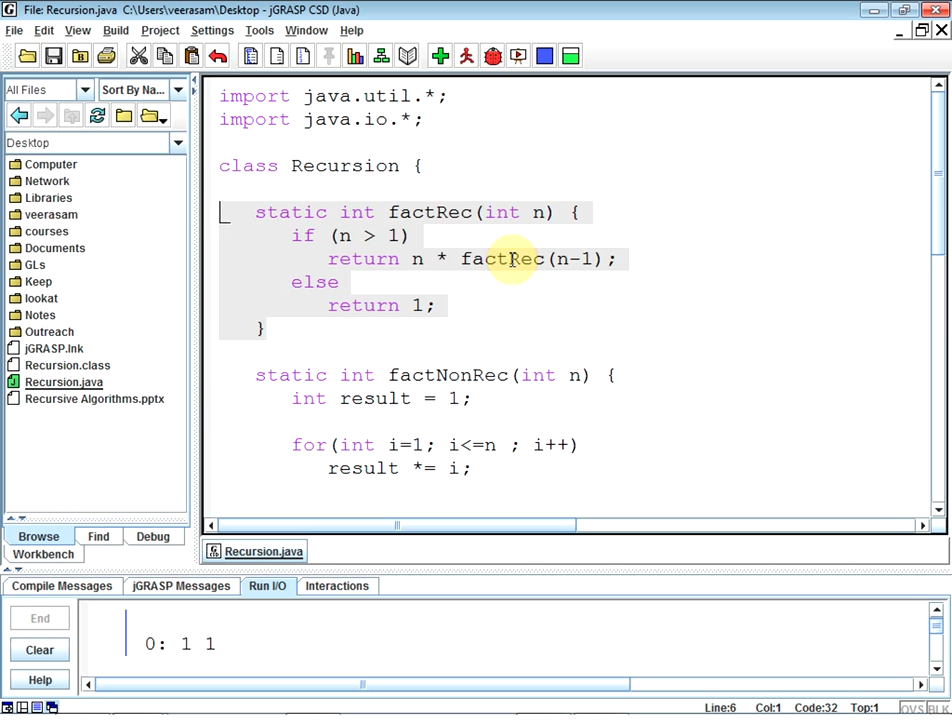 File: Recursion.java C:\Users\veerasam\Desktop - jGRASP CSD (Java)
File Edit View Build Project Settings Tools Window Help
All Files Sort By Na...
Desktop
Computer
Network
Libraries
veerasam
courses
Documents
GLs
Keep
lookat
Notes
Outreach
jGRASP.lnk
Recursion.class
Recursion.java
Recursive Algorithms.pptx
Browse Find Debug
Workbench
import java.util.*;
import java.io.*;
class Recursion {
static int factRec(int n) {
if (n > 1)
return n * factRec(n-1);
else
return 1;
}
static int factNonRec(int n) {
int result = 1;
for(int i=1; i<=n ; i++)
result *= i;
Recursion.java
Compile Messages jGRASP Messages Run I/O Interactions
End
Clear
Help
0: 1 1
Line:6 Col:1 Code:32 Top:1 OVS BLK